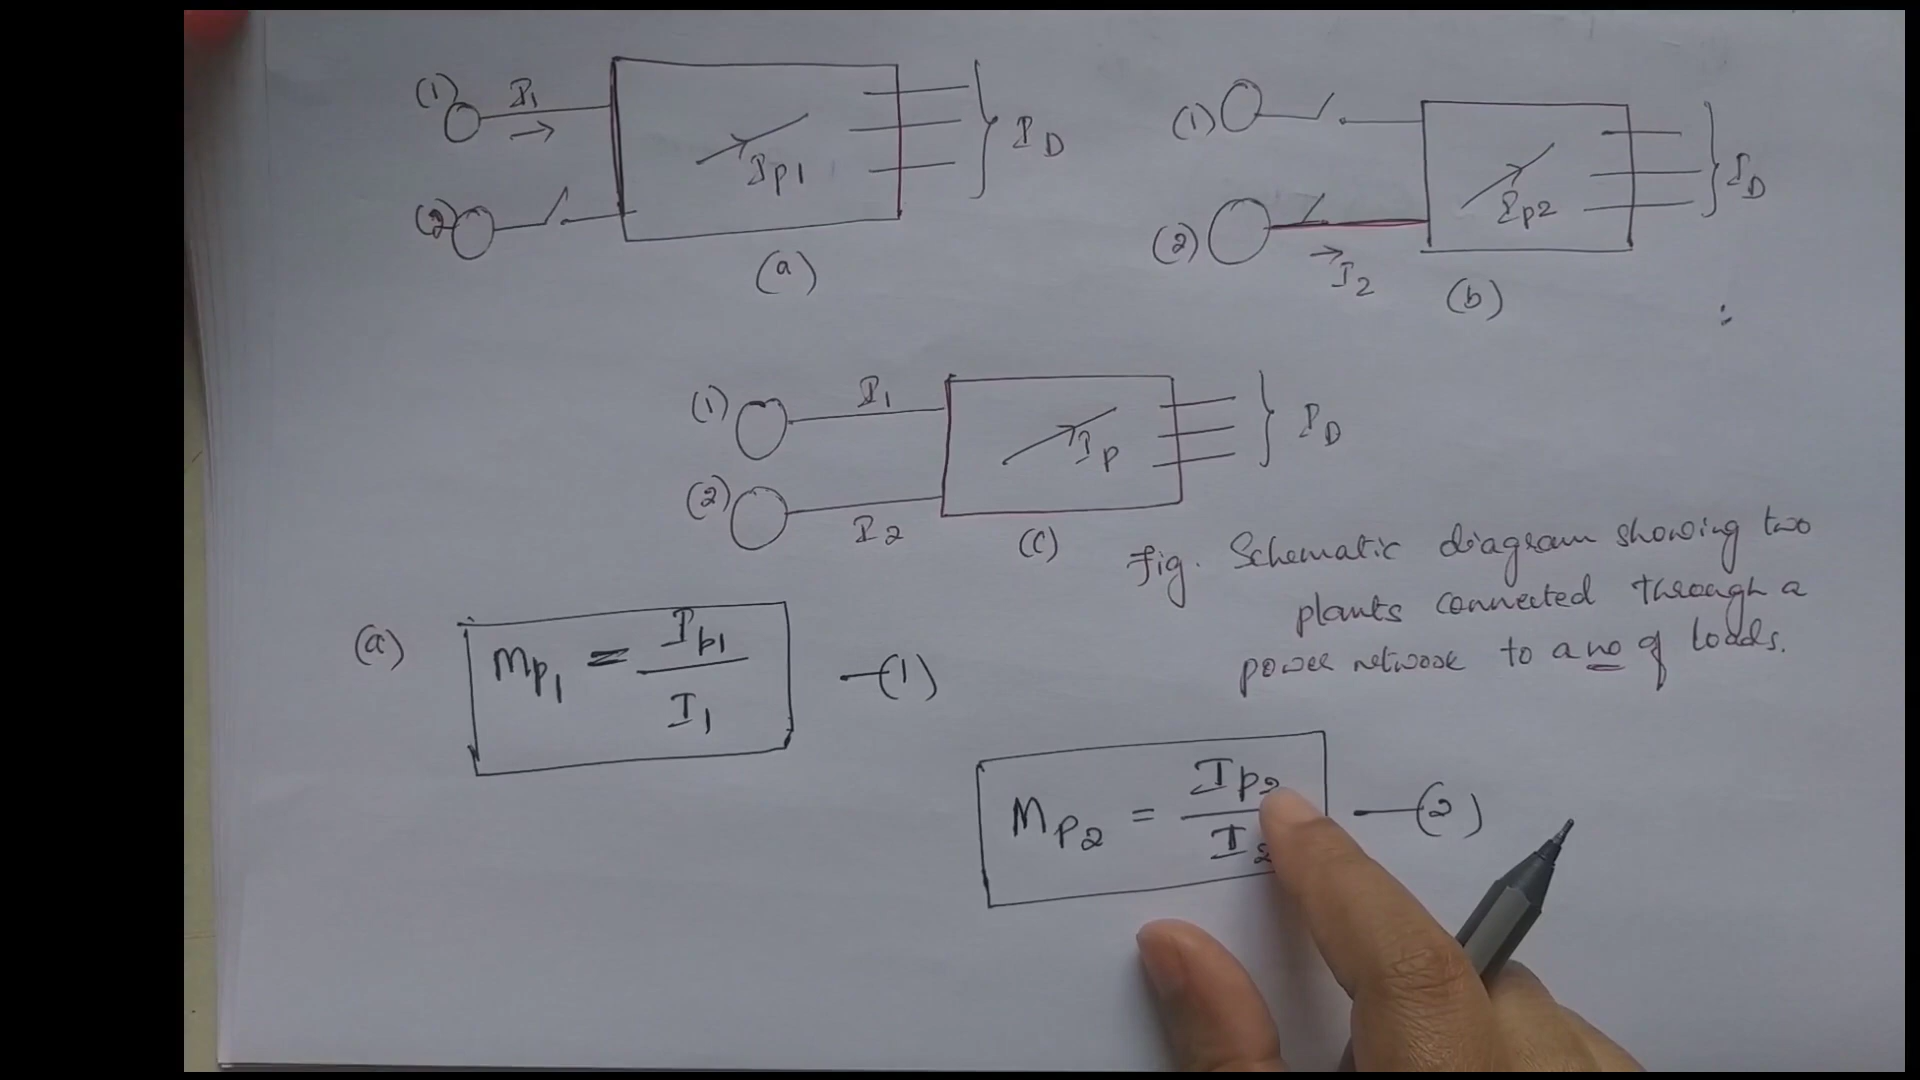 (1) I1
Ip1
ID
(2)
(a)
(1)
Ip2
ID
(2)
I2
(b)
(1) I1
Ip
ID
(2) I2
(c)
fig. Schematic diagram showing two
plants connected through a
power network to a no of loads.
(a) Mp1 = Ip1 / I1 —(1)
Mp2 = Ip2 / I2 —(2)